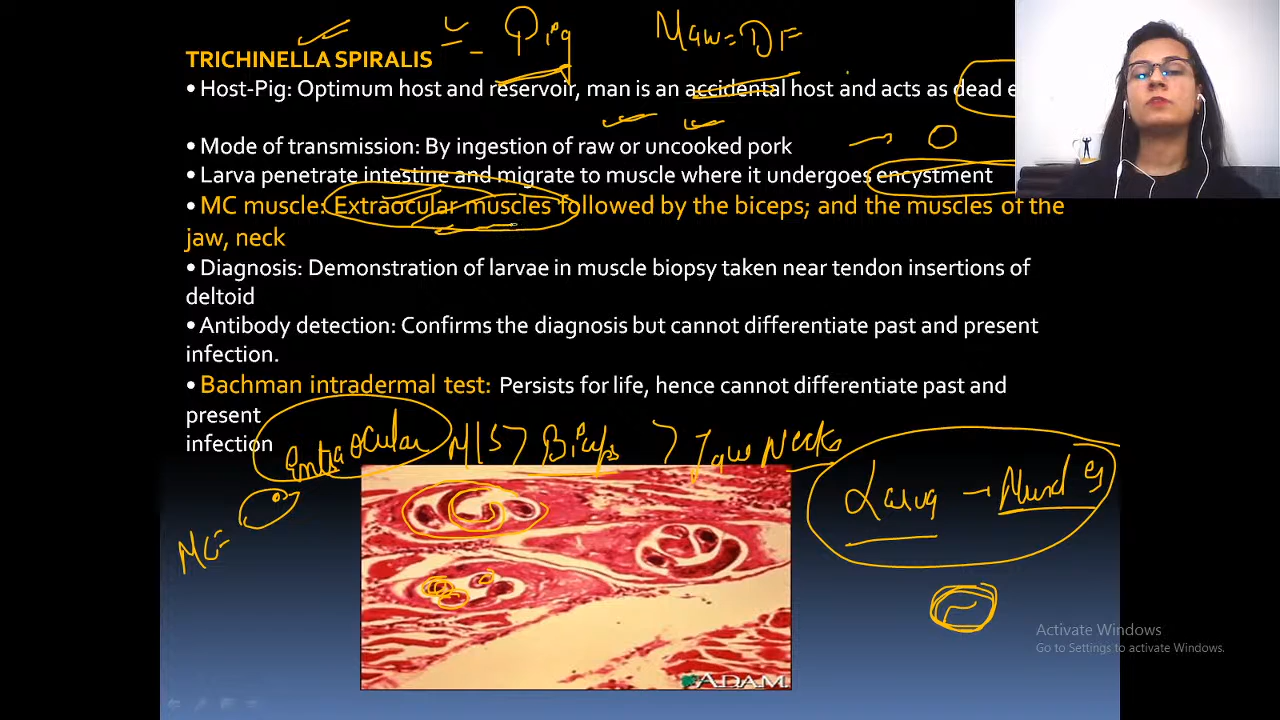 Pig
Man = DF
TRICHINELLA SPIRALIS
• Host-Pig: Optimum host and reservoir, man is an accidental host and acts as dead e
• Mode of transmission: By ingestion of raw or uncooked pork
• Larva penetrate intestine and migrate to muscle where it undergoes encystment
• MC muscle: Extraocular muscles followed by the biceps; and the muscles of the
jaw, neck
• Diagnosis: Demonstration of larvae in muscle biopsy taken near tendon insertions of
deltoid
• Antibody detection: Confirms the diagnosis but cannot differentiate past and present
infection.
• Bachman intradermal test: Persists for life, hence cannot differentiate past and
present
infection
Extraocular M/S > Biceps > Jaw Neck
Larva → Muscles
MC =
Activate Windows
Go to Settings to activate Windows.
ADAM.